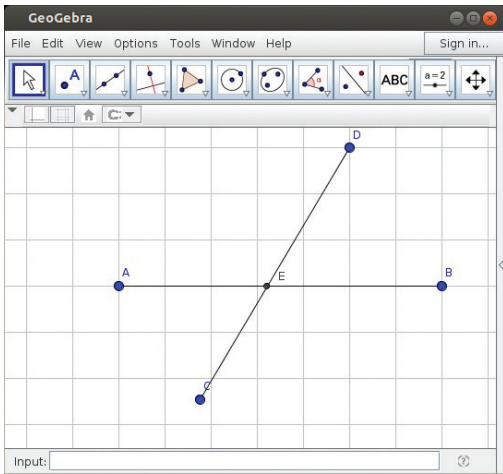 GeoGebra
File Edit View Options Tools Window Help Sign in...
A ABC a=2
D
A E B
C
Input: